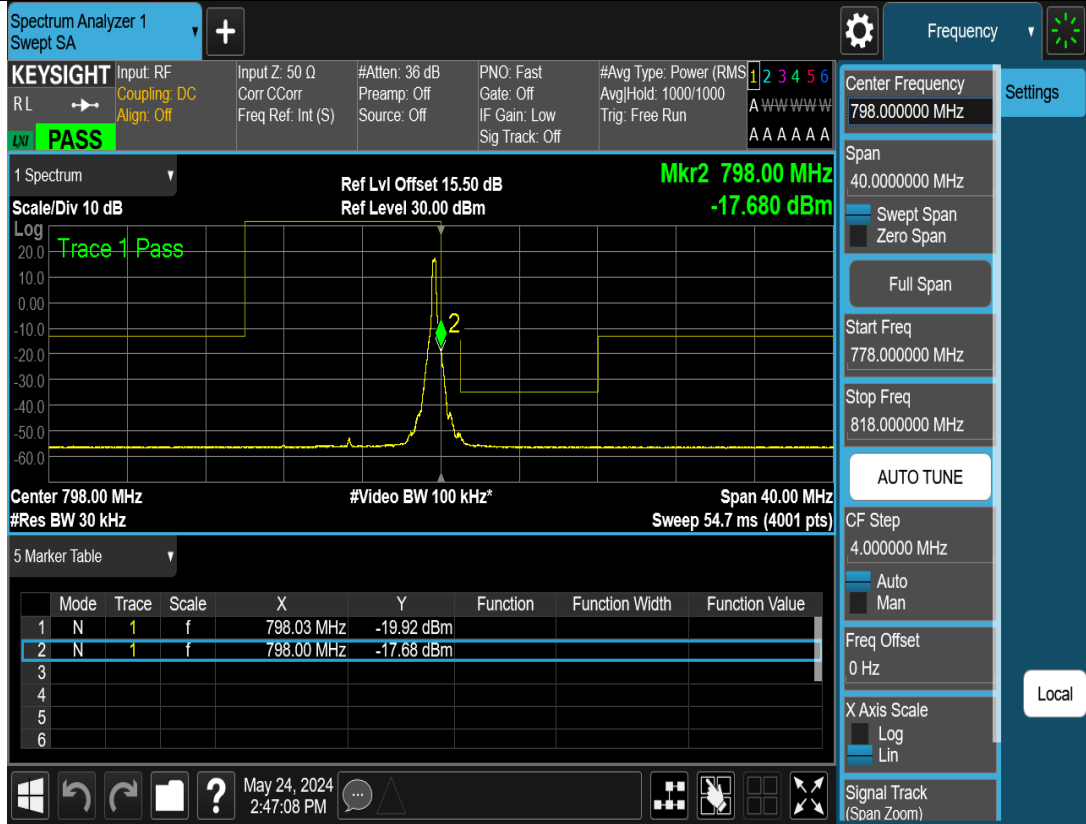 Spectrum Analyzer 1
Swept SA
+
Frequency
KEYSIGHT
R L
LXI
PASS
Input: RF
Coupling: DC
Align: Off
Input Z: 50 Ω
Corr CCorr
Freq Ref: Int (S)
#Atten: 36 dB
Preamp: Off
Source: Off
PNO: Fast
Gate: Off
IF Gain: Low
Sig Track: Off
#Avg Type: Power (RMS
Avg|Hold: 1000/1000
Trig: Free Run
1 2 3 4 5 6
A W W W W W
A A A A A A
1 Spectrum
Scale/Div 10 dB
Ref Lvl Offset 15.50 dB
Ref Level 30.00 dBm
Mkr2 798.00 MHz
-17.680 dBm
Log
Trace 1 Pass
20.0
10.0
0.00
-10.0
-20.0
-30.0
-40.0
-50.0
-60.0
2
Center 798.00 MHz
#Res BW 30 kHz
#Video BW 100 kHz*
Span 40.00 MHz
Sweep 54.7 ms (4001 pts)
5 Marker Table
Mode Trace Scale X Y Function Function Width Function Value
1 N 1 f 798.03 MHz -19.92 dBm
2 N 1 f 798.00 MHz -17.68 dBm
3
4
5
6
?
May 24, 2024
2:47:08 PM
Center Frequency
798.000000 MHz
Settings
Span
40.0000000 MHz
Swept Span
Zero Span
Full Span
Start Freq
778.000000 MHz
Stop Freq
818.000000 MHz
AUTO TUNE
CF Step
4.000000 MHz
Auto
Man
Freq Offset
0 Hz
X Axis Scale
Log
Lin
Local
Signal Track
(Span Zoom)